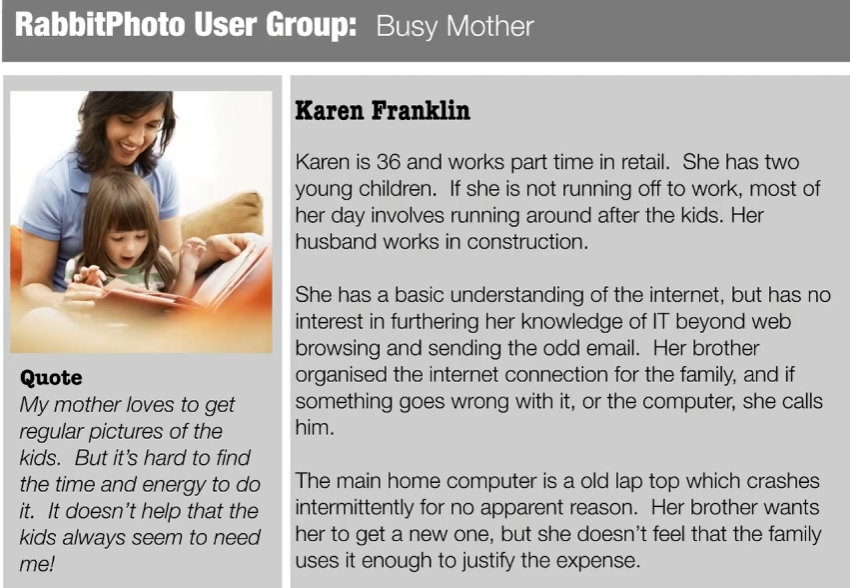 RabbitPhoto User Group: Busy Mother
Karen Franklin
Karen is 36 and works part time in retail. She has two
young children. If she is not running off to work, most of
her day involves running around after the kids. Her
husband works in construction.
She has a basic understanding of the internet, but has no
interest in furthering her knowledge of IT beyond web
browsing and sending the odd email. Her brother
organised the internet connection for the family, and if
something goes wrong with it, or the computer, she calls
him.
The main home computer is a old lap top which crashes
intermittently for no apparent reason. Her brother wants
her to get a new one, but she doesn't feel that the family
uses it enough to justify the expense.
Quote
My mother loves to get
regular pictures of the
kids. But it's hard to find
the time and energy to do
it. It doesn't help that the
kids always seem to need
me!